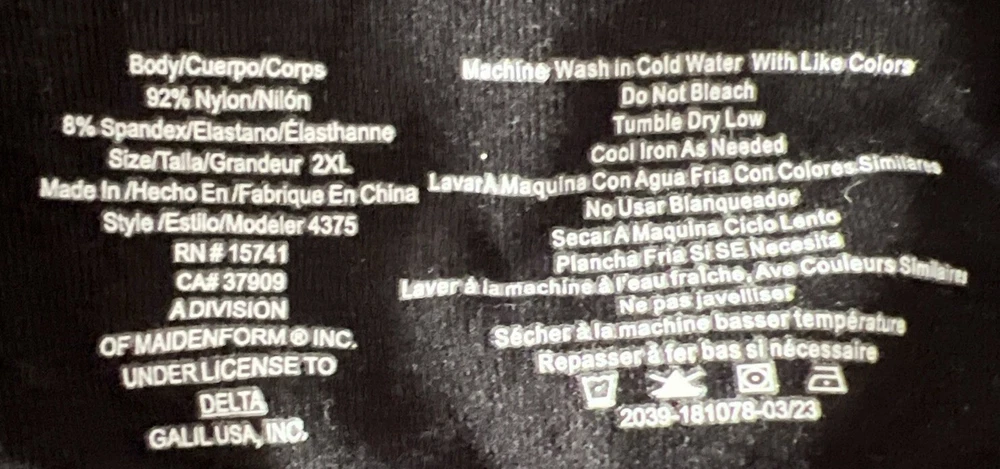 Body/Cuerpo/Corps
92% Nylon/Nilón
8% Spandex/Elastano/Élasthanne
Size/Talla/Grandeur 2XL
Made In /Hecho En /Fabrique En China
Style /Estilo/Modeler 4375
RN # 15741
CA# 37909
A DIVISION
OF MAIDENFORM ® INC.
UNDER LICENSE TO
DELTA
GALIL USA, INC.
Machine Wash in Cold Water With Like Colors
Do Not Bleach
Tumble Dry Low
Cool Iron As Needed
Lavar A Maquina Con Agua Fria Con Colores Similares
No Usar Blanqueador
Secar A Maquina Ciclo Lento
Plancha Fria SI SE Necesita
Laver à la machine à l'eau fraîche, Ave Couleurs Similaires
Ne pas javelliser
Sécher à la machine basser température
Repasser à fer bas si nécessaire
2039-181078-03/23